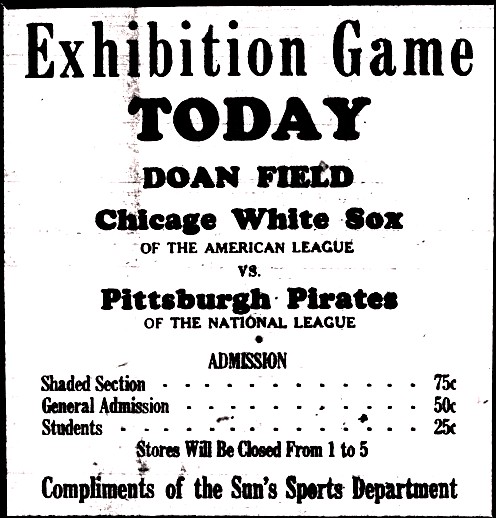 Exhibition Game
TODAY
DOAN FIELD
Chicage White Sox
OF THE AMERICAN LEAGUE
VS.
Pittsburgh Pirates
OF THE NATIONAL LEAGUE
ADMISSION
Shaded Section - - - - - - - - - - - - 75c
General Admission - - - - - - - - - - - 50c
Students - - - - - - - - - - - - - - 25c
Stores Will Be Closed From 1 to 5
Compliments of the Sun's Sports Department